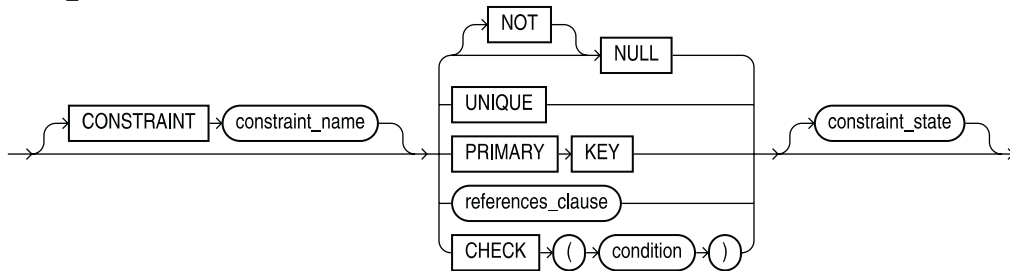 NOT
NULL
UNIQUE
CONSTRAINT constraint_name
constraint_state
PRIMARY KEY
references_clause
CHECK ( condition )